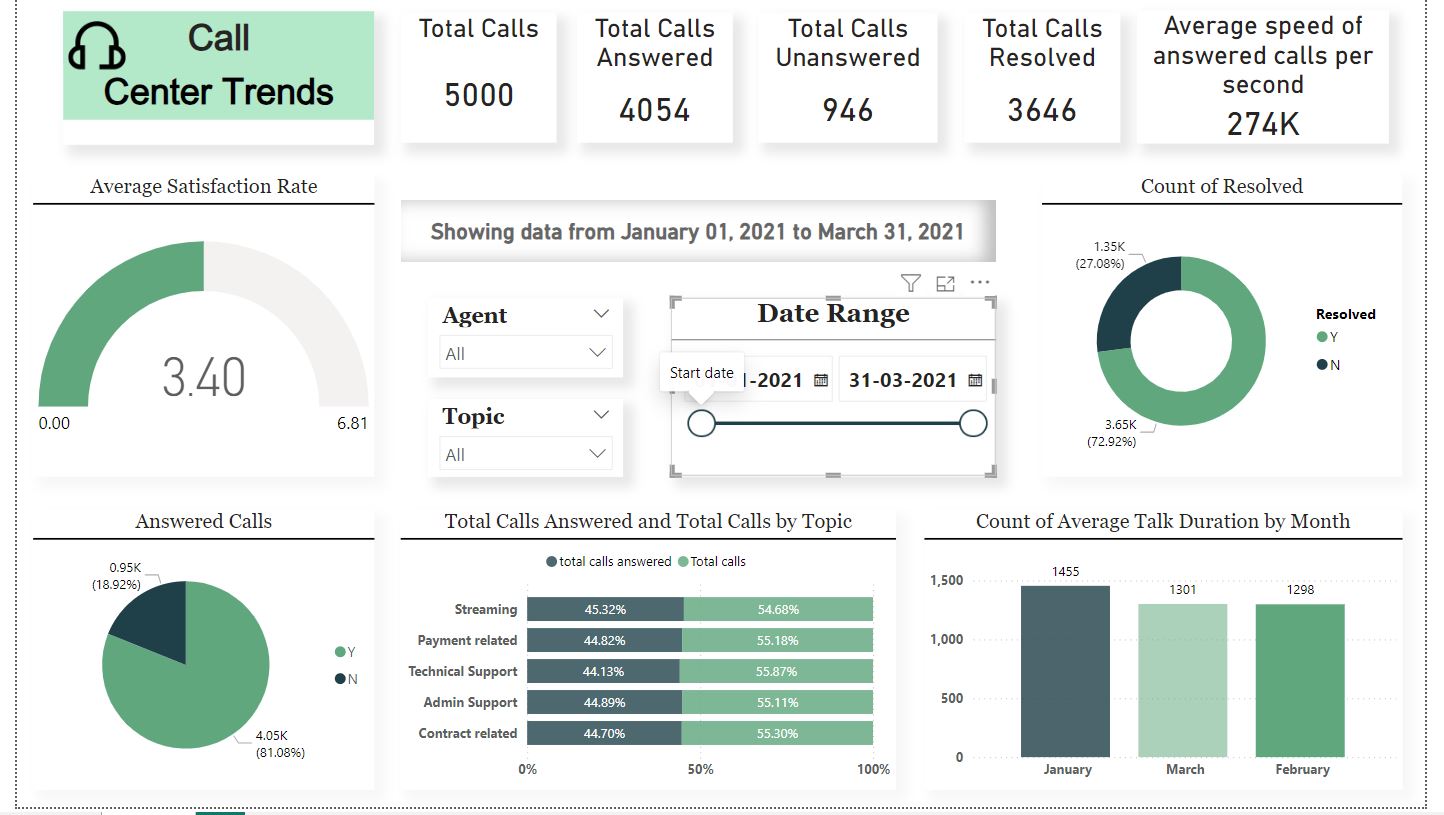 Call
Center Trends
Total Calls
5000
Total Calls
Answered
4054
Total Calls
Unanswered
946
Total Calls
Resolved
3646
Average speed of
answered calls per
second
274K
Average Satisfaction Rate
3.40
0.00
6.81
Showing data from January 01, 2021 to March 31, 2021
Agent
All
Topic
All
Date Range
Start date
-2021
31-03-2021
Count of Resolved
1.35K
(27.08%)
3.65K
(72.92%)
Resolved
Y
N
Answered Calls
0.95K
(18.92%)
4.05K
(81.08%)
Y
N
Total Calls Answered and Total Calls by Topic
total calls answered Total calls
Streaming 45.32% 54.68%
Payment related 44.82% 55.18%
Technical Support 44.13% 55.87%
Admin Support 44.89% 55.11%
Contract related 44.70% 55.30%
0% 50% 100%
Count of Average Talk Duration by Month
1,500
1,000
500
0
1455
1301
1298
January March February